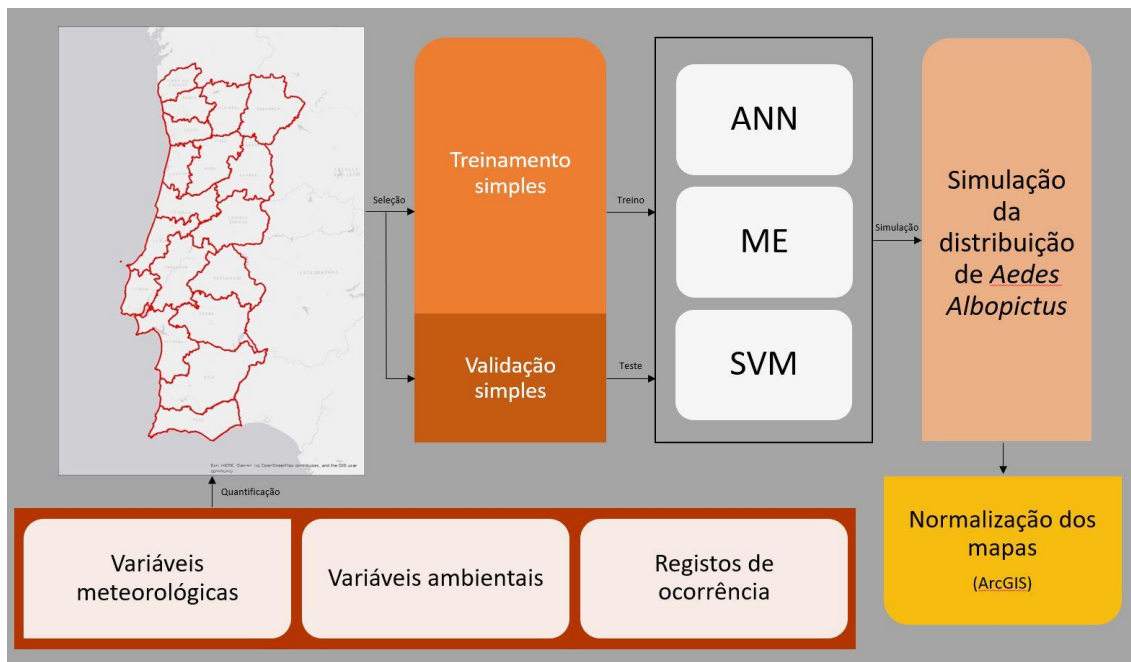 Treinamento
simples
Validação
simples
Seleção
Treino
Teste
ANN
ME
SVM
Simulação
Simulação
da
distribuição
de Aedes
Albopictus
Normalização dos
mapas
(ArcGIS)
Quantificação
Variáveis
meteorológicas
Variáveis ambientais
Registos de
ocorrência